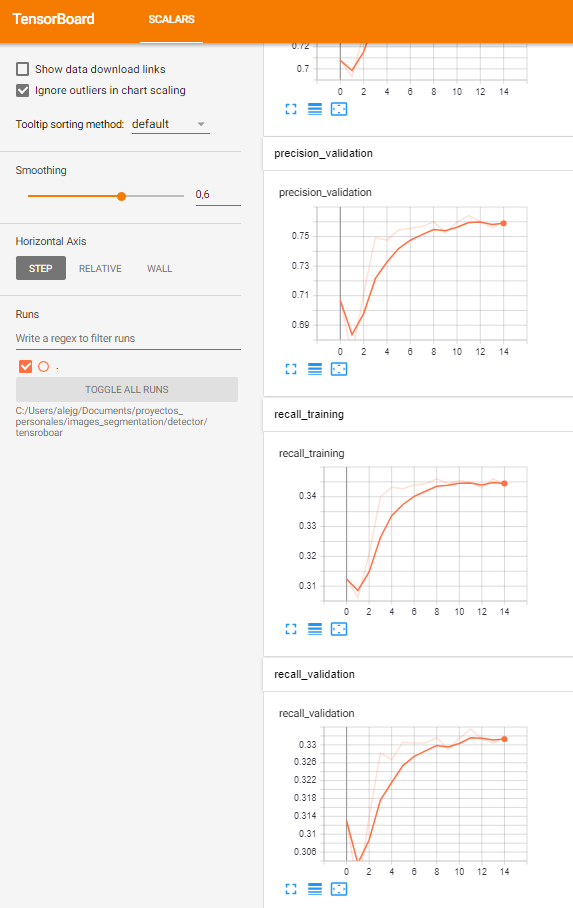 TensorBoard
SCALARS
Show data download links
Ignore outliers in chart scaling
Tooltip sorting method: default
Smoothing
0,6
Horizontal Axis
STEP RELATIVE WALL
Runs
Write a regex to filter runs
.
TOGGLE ALL RUNS
C:/Users/alejg/Documents/proyectos_
personales/images_segmentation/detector/
tensroboar
0.72
0.7
0 2 4 6 8 10 12 14
precision_validation
precision_validation
0.75
0.73
0.71
0.69
0 2 4 6 8 10 12 14
recall_training
recall_training
0.34
0.33
0.32
0.31
0 2 4 6 8 10 12 14
recall_validation
recall_validation
0.33
0.326
0.322
0.318
0.314
0.31
0.306
0 2 4 6 8 10 12 14